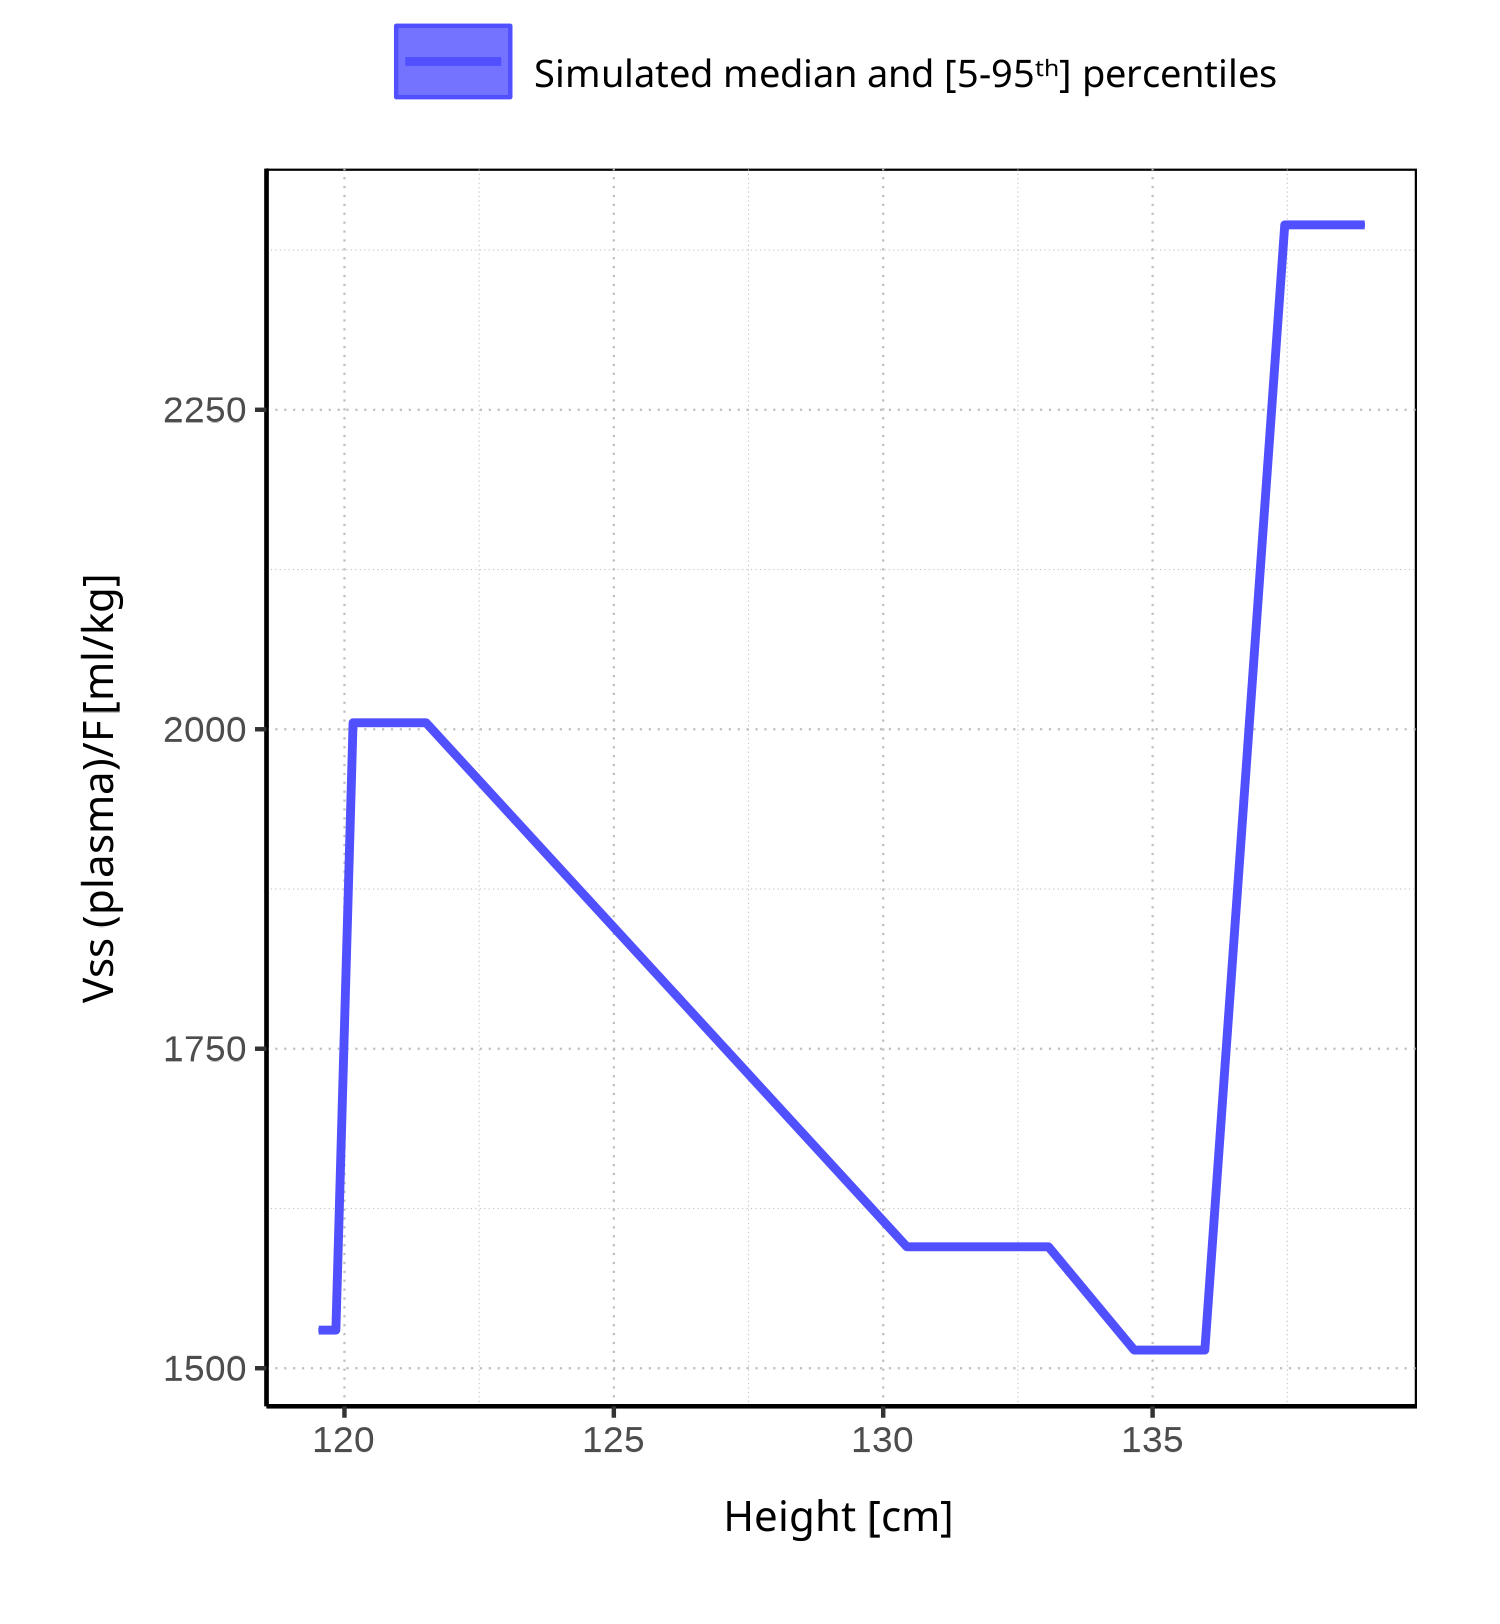 Simulated median and [5-95ᵗʰ] percentiles
Vss (plasma)/F [ml/kg]
2250
2000
1750
1500
120 125 130 135
Height [cm]